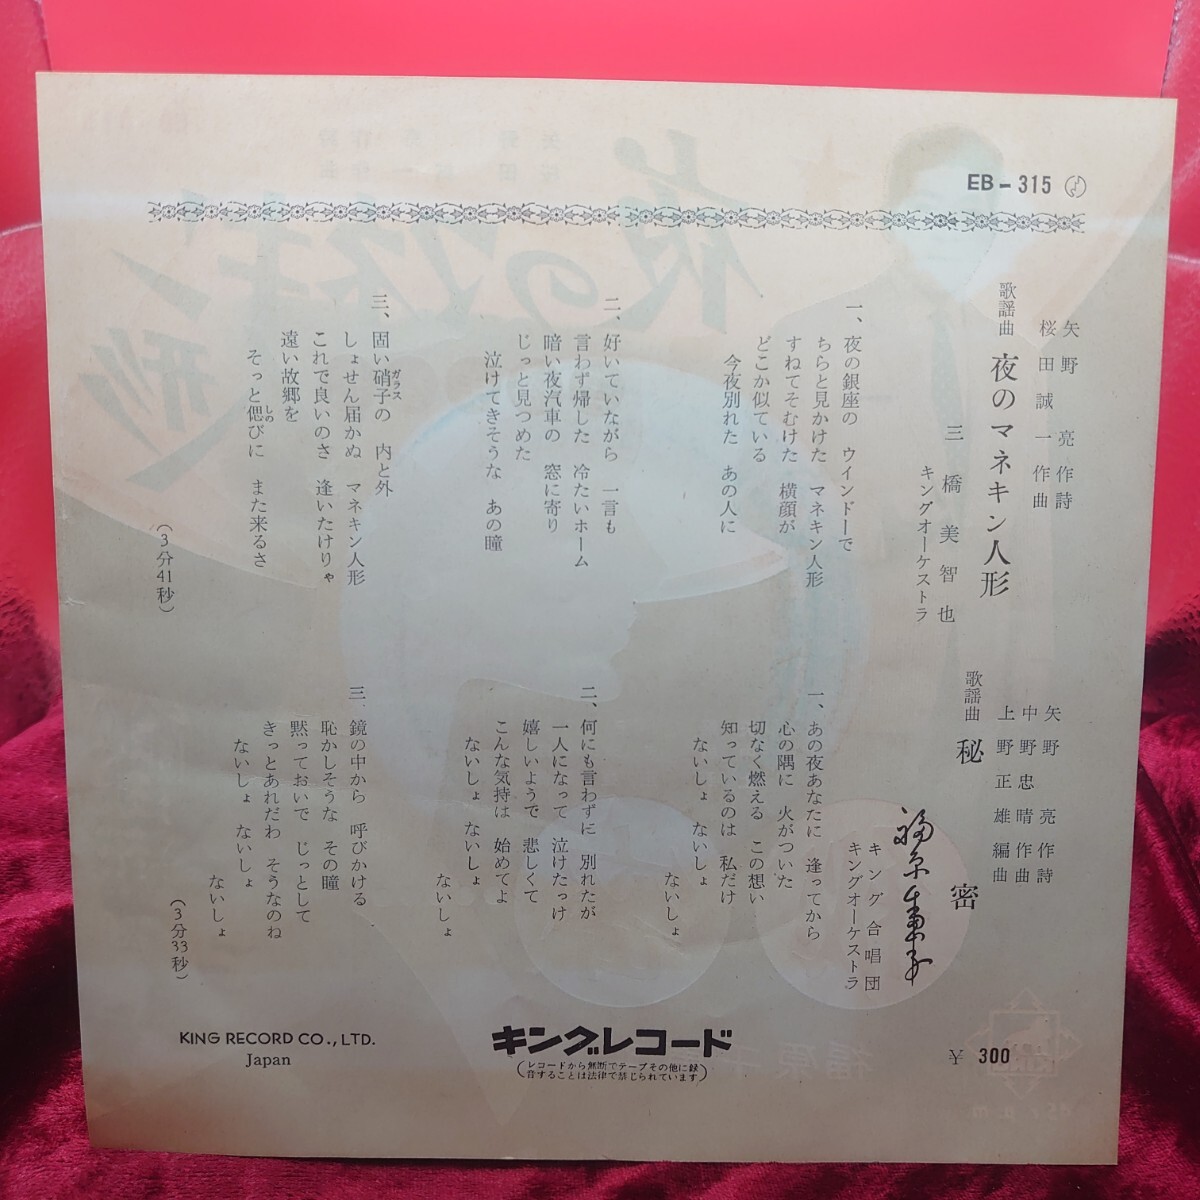 EB-315
矢野 亮 作詩
桜田誠一 作曲
歌謡曲 夜のマネキン人形
三橋美智也
キングオーケストラ
一、夜の銀座の ウインドーで
ちらと見かけた マネキン人形
すねてそむけた 横顔が
どこか似ている
今夜別れた あの人に
二、好いていながら 一言も
言わず帰した 冷たいホーム
暗い夜汽車の 窓に寄り
じっと見つめた
泣けてきそうな あの瞳
三、固い硝子の 内と外
ガラス
しょせん届かぬ マネキン人形
これで良いのさ 逢いたけりゃ
遠い故郷を
そっと偲びに また来るさ
しの
(3分41秒)
矢野 亮 作詩
中野忠晴 作曲
上野正雄 編曲
歌謡曲 秘密
キング合唱団
キングオーケストラ
一、あの夜あなたに 逢ってから
心の隅に 火がついた
切なく燃える この想い
知っているのは 私だけ
ないしょ ないしょ
ないしょ
二、何にも言わずに 別れたが
一人になって 泣けたっけ
嬉しいようで 悲しくて
こんな気持は 始めてよ
ないしょ ないしょ
ないしょ
三 鏡の中から 呼びかける
恥かしそうな その瞳
黙っておいで じっとして
きっとあれだわ そうなのね
ないしょ ないしょ
ないしょ
(3分33秒)
KING RECORD CO., LTD.
Japan
キングレコード
(レコードから無断でテープその他に録
音することは法律で禁じられています)
￥300